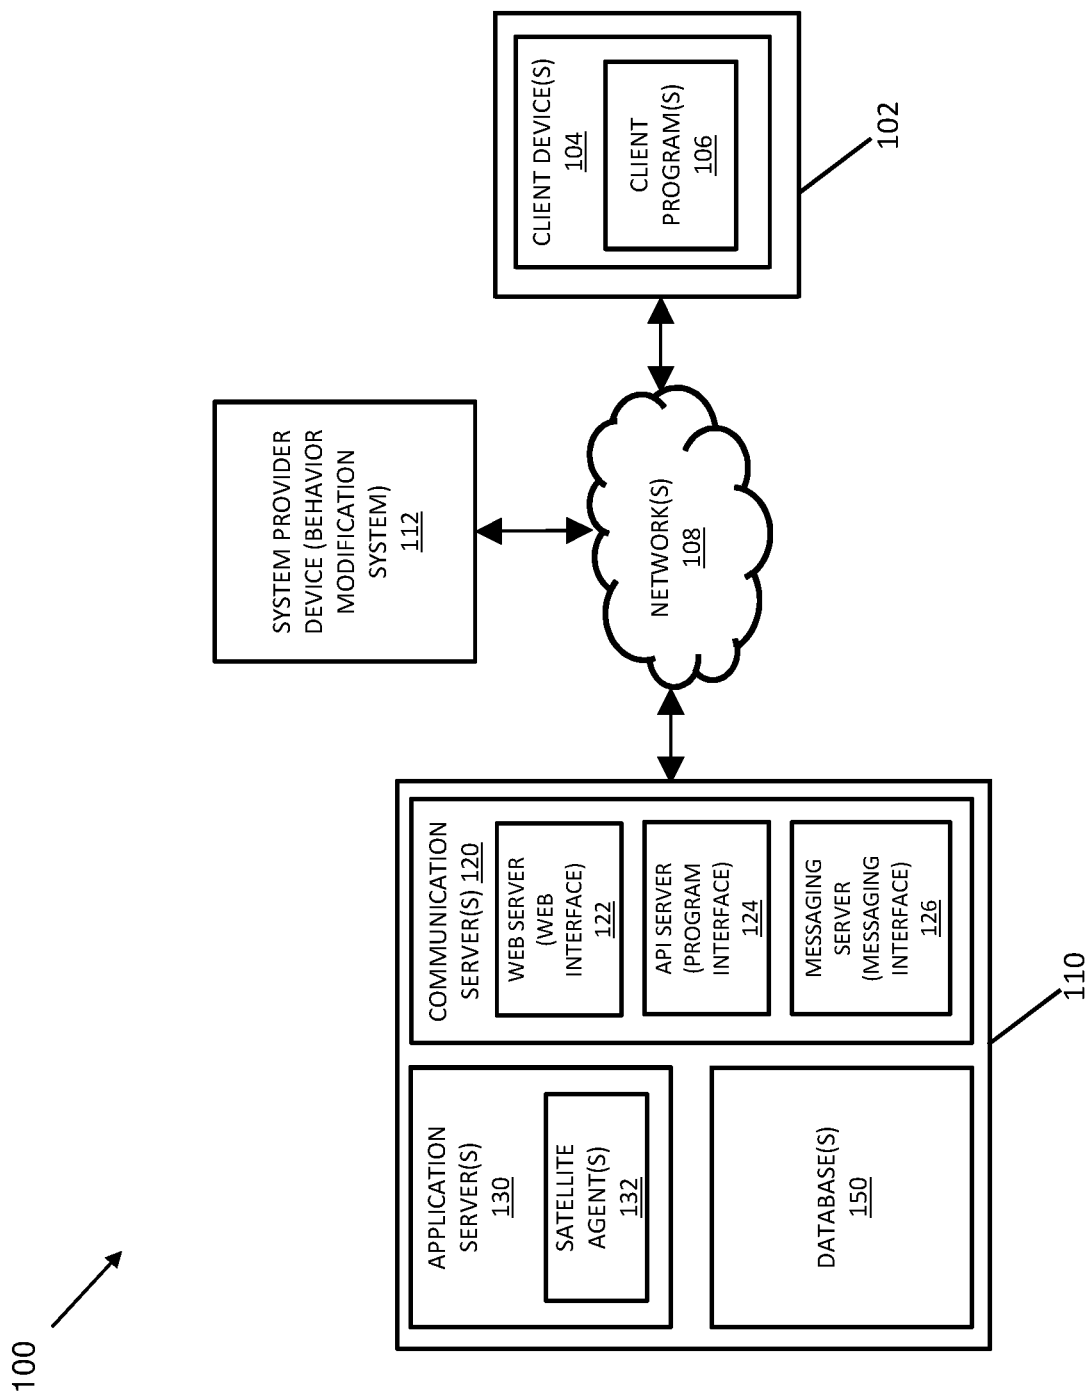 100
SYSTEM PROVIDER
DEVICE (BEHAVIOR
MODIFICATION
SYSTEM)
112
APPLICATION
SERVER(S)
130
SATELLITE
AGENT(S)
132
DATABASE(S)
150
COMMUNICATION
SERVER(S) 120
WEB SERVER
(WEB
INTERFACE)
122
API SERVER
(PROGRAM
INTERFACE)
124
MESSAGING
SERVER
(MESSAGING
INTERFACE)
126
110
NETWORK(S)
108
CLIENT DEVICE(S)
104
CLIENT
PROGRAM(S)
106
102